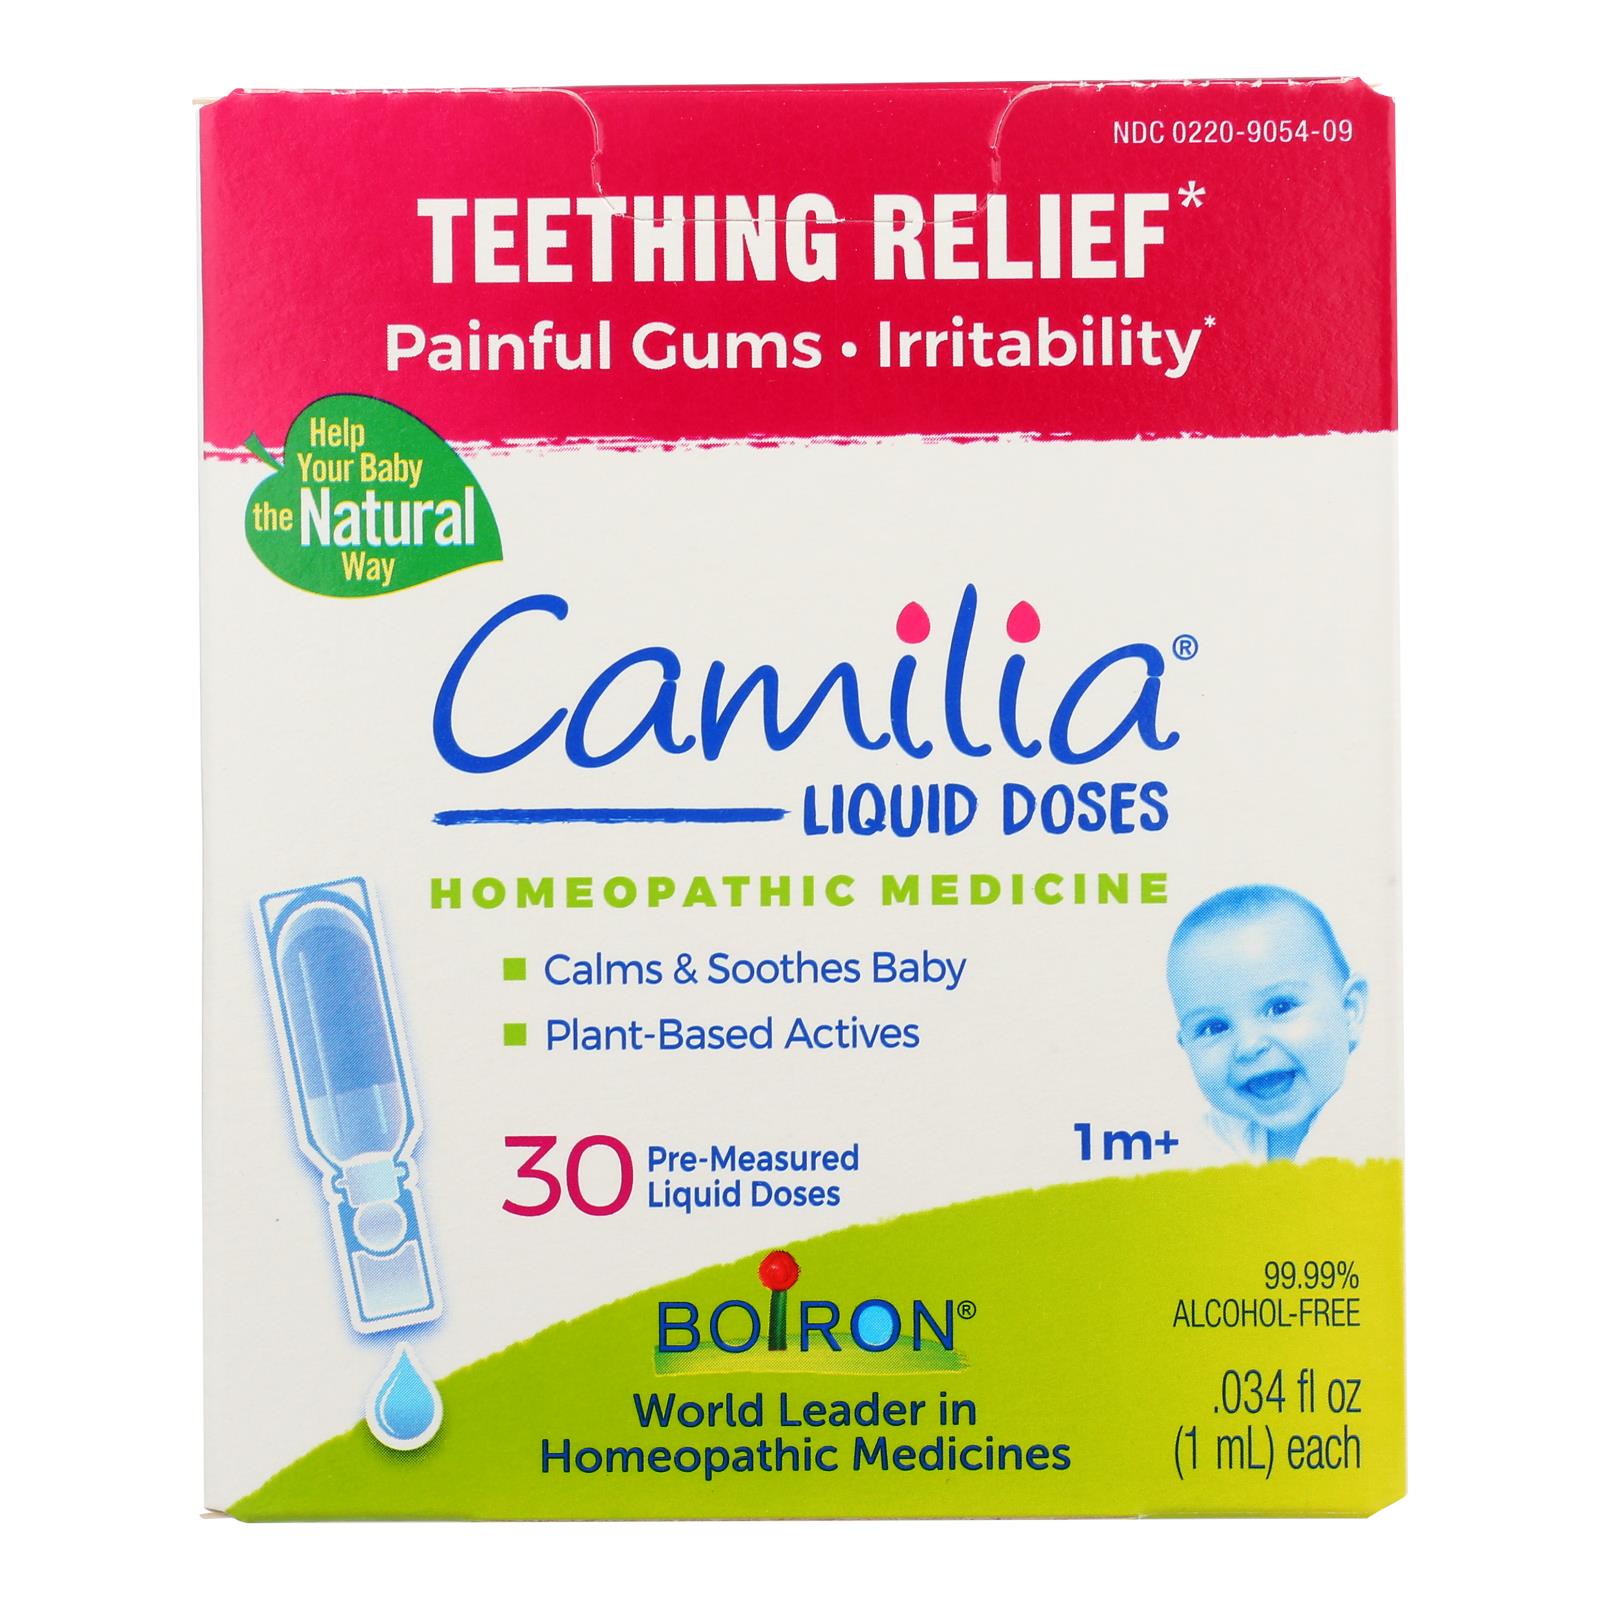 NDC 0220-9054-09
TEETHING RELIEF*
Painful Gums • Irritability*
Help
Your Baby
the Natural
Way
Camilia®
LIQUID DOSES
HOMEOPATHIC MEDICINE
■ Calms & Soothes Baby
■ Plant-Based Actives
1m+
30 Pre-Measured
Liquid Doses
BOIRON®
World Leader in
Homeopathic Medicines
99.99%
ALCOHOL-FREE
.034 fl oz
(1 mL) each